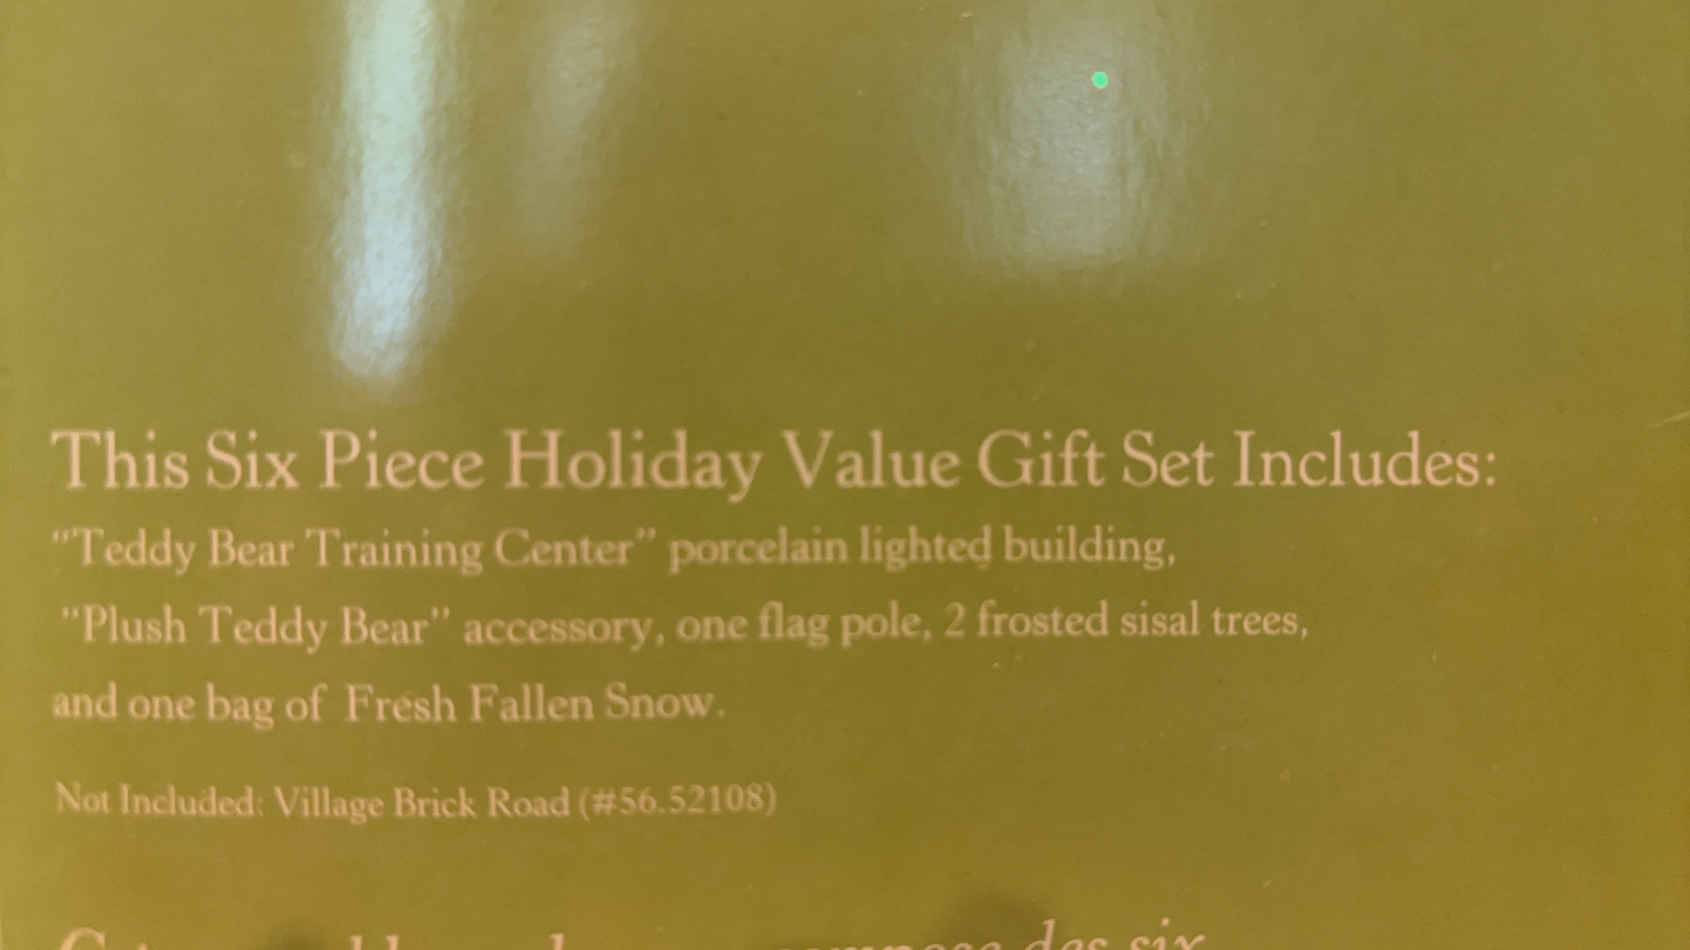 This Six Piece Holiday Value Gift Set Includes:
"Teddy Bear Training Center" porcelain lighted building,
"Plush Teddy Bear" accessory, one flag pole, 2 frosted sisal trees,
and one bag of Fresh Fallen Snow.
Not Included: Village Brick Road (#56.52108)
des six